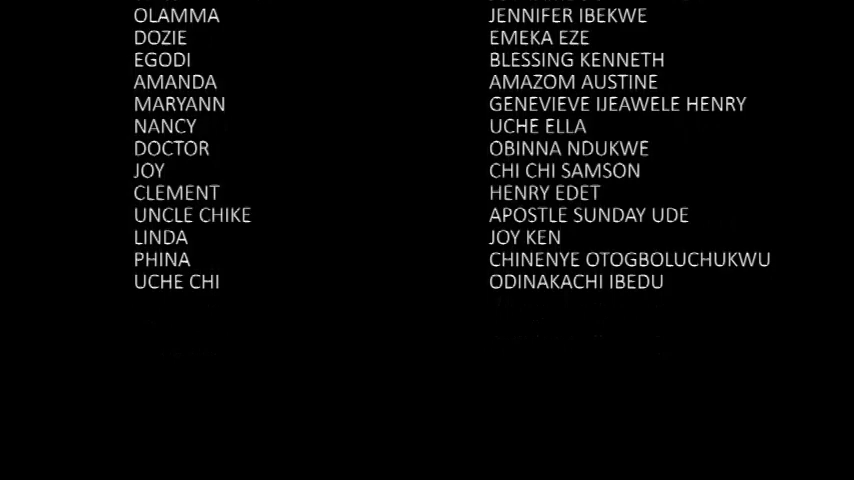 OLAMMA JENNIFER IBEKWE
DOZIE EMEKA EZE
EGODI BLESSING KENNETH
AMANDA AMAZOM AUSTINE
MARYANN GENEVIEVE IJEAWELE HENRY
NANCY UCHE ELLA
DOCTOR OBINNA NDUKWE
JOY CHI CHI SAMSON
CLEMENT HENRY EDET
UNCLE CHIKE APOSTLE SUNDAY UDE
LINDA JOY KEN
PHINA CHINENYE OTOGBOLUCHUKWU
UCHE CHI ODINAKACHI IBEDU